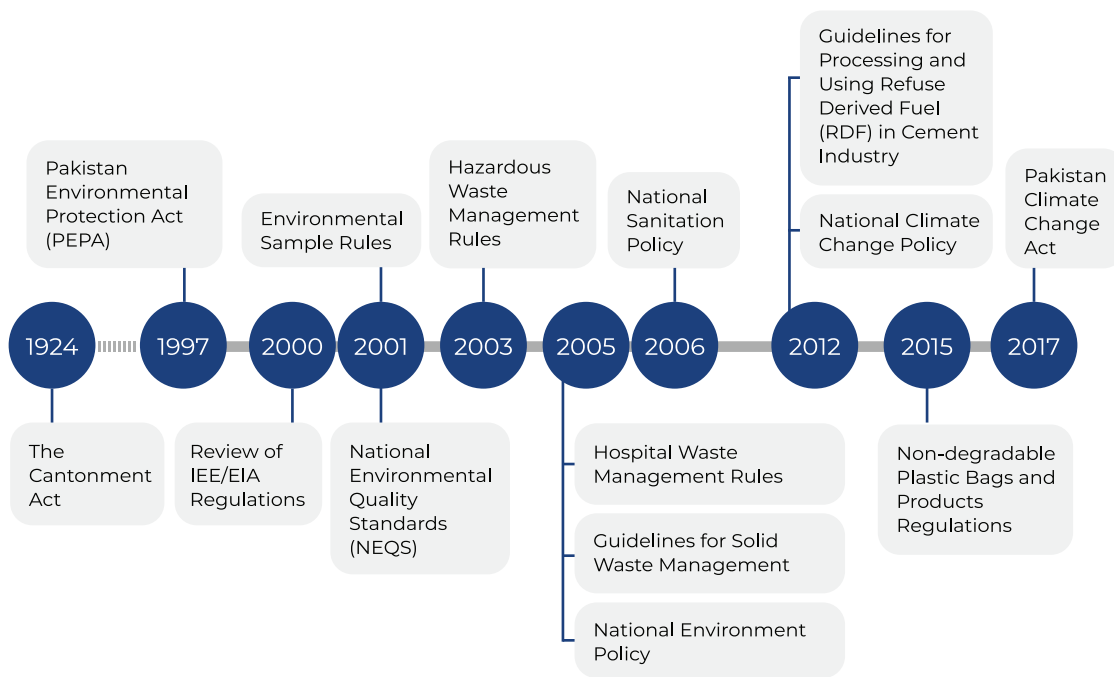 Guidelines for
Processing and
Using Refuse
Derived Fuel
(RDF) in Cement
Industry
Pakistan
Environmental
Protection Act
(PEPA)
Environmental
Sample Rules
Hazardous
Waste
Management
Rules
National
Sanitation
Policy
National Climate
Change Policy
Pakistan
Climate
Change
Act
1924
1997
2000
2001
2003
2005
2006
2012
2015
2017
The
Cantonment
Act
Review of
IEE/EIA
Regulations
National
Environmental
Quality
Standards
(NEQS)
Hospital Waste
Management Rules
Guidelines for Solid
Waste Management
National Environment
Policy
Non-degradable
Plastic Bags and
Products
Regulations